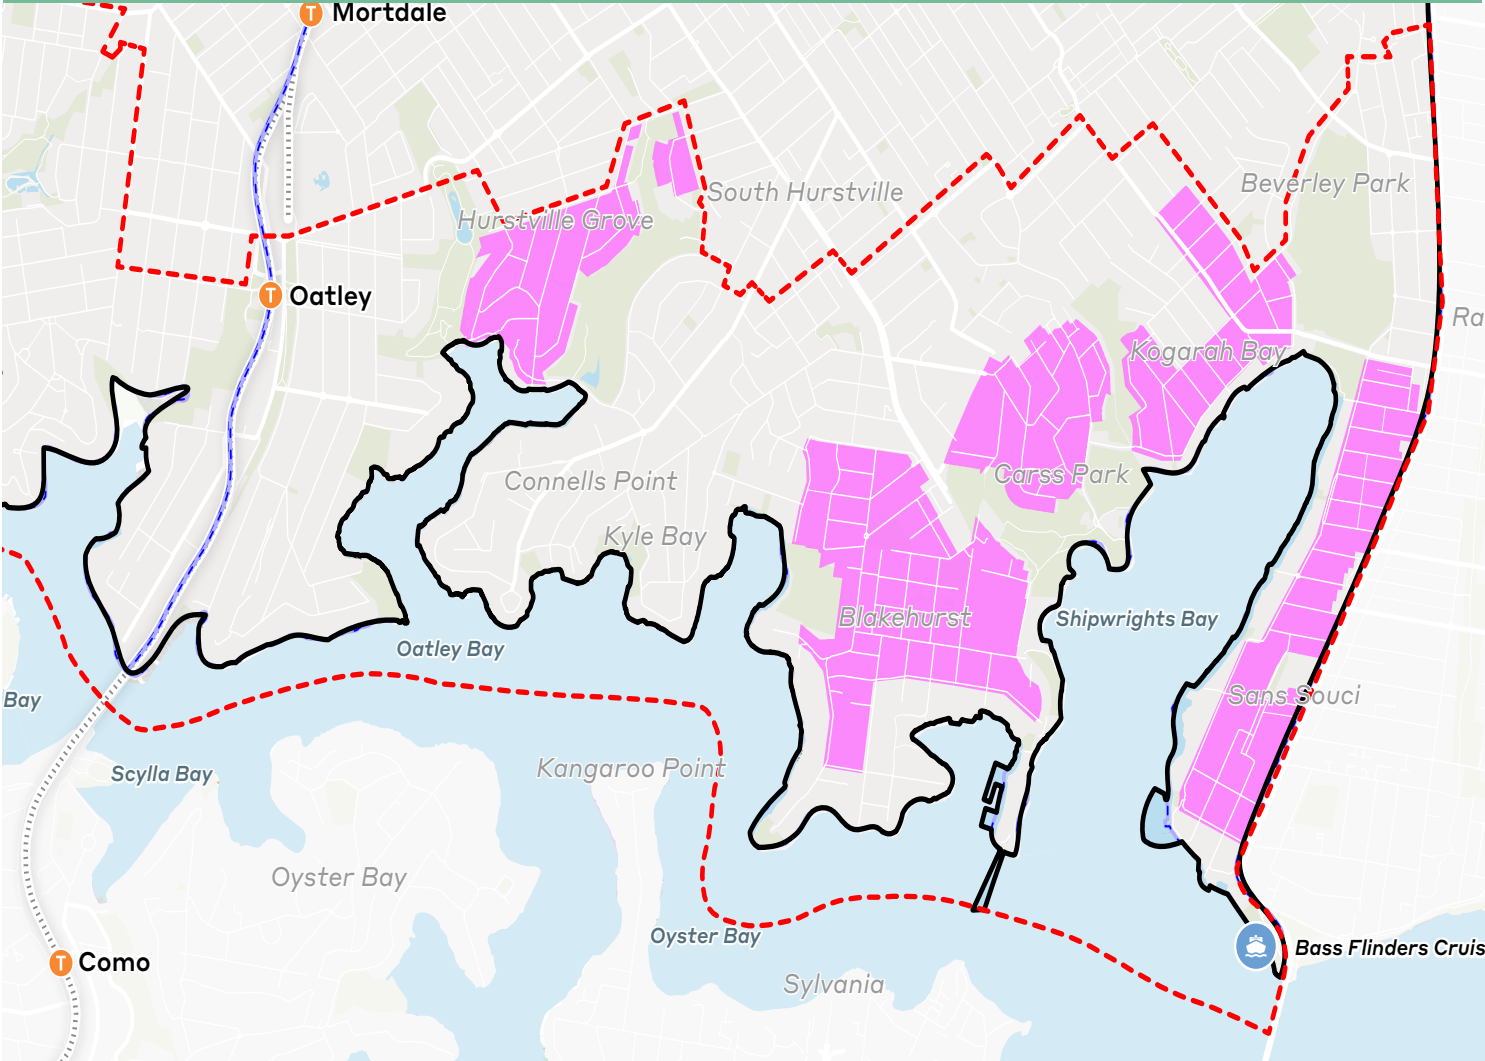 T Mortdale
South Hurstville
Beverley Park
Hurstville Grove
T Oatley
Ra
Kogarah Bay
Connells Point
Carss Park
Kyle Bay
Blakehurst
Shipwrights Bay
Oatley Bay
Bay
Sans Souci
Scylla Bay
Kangaroo Point
Oyster Bay
Oyster Bay
Bass Flinders Cruis
T Como
Sylvania